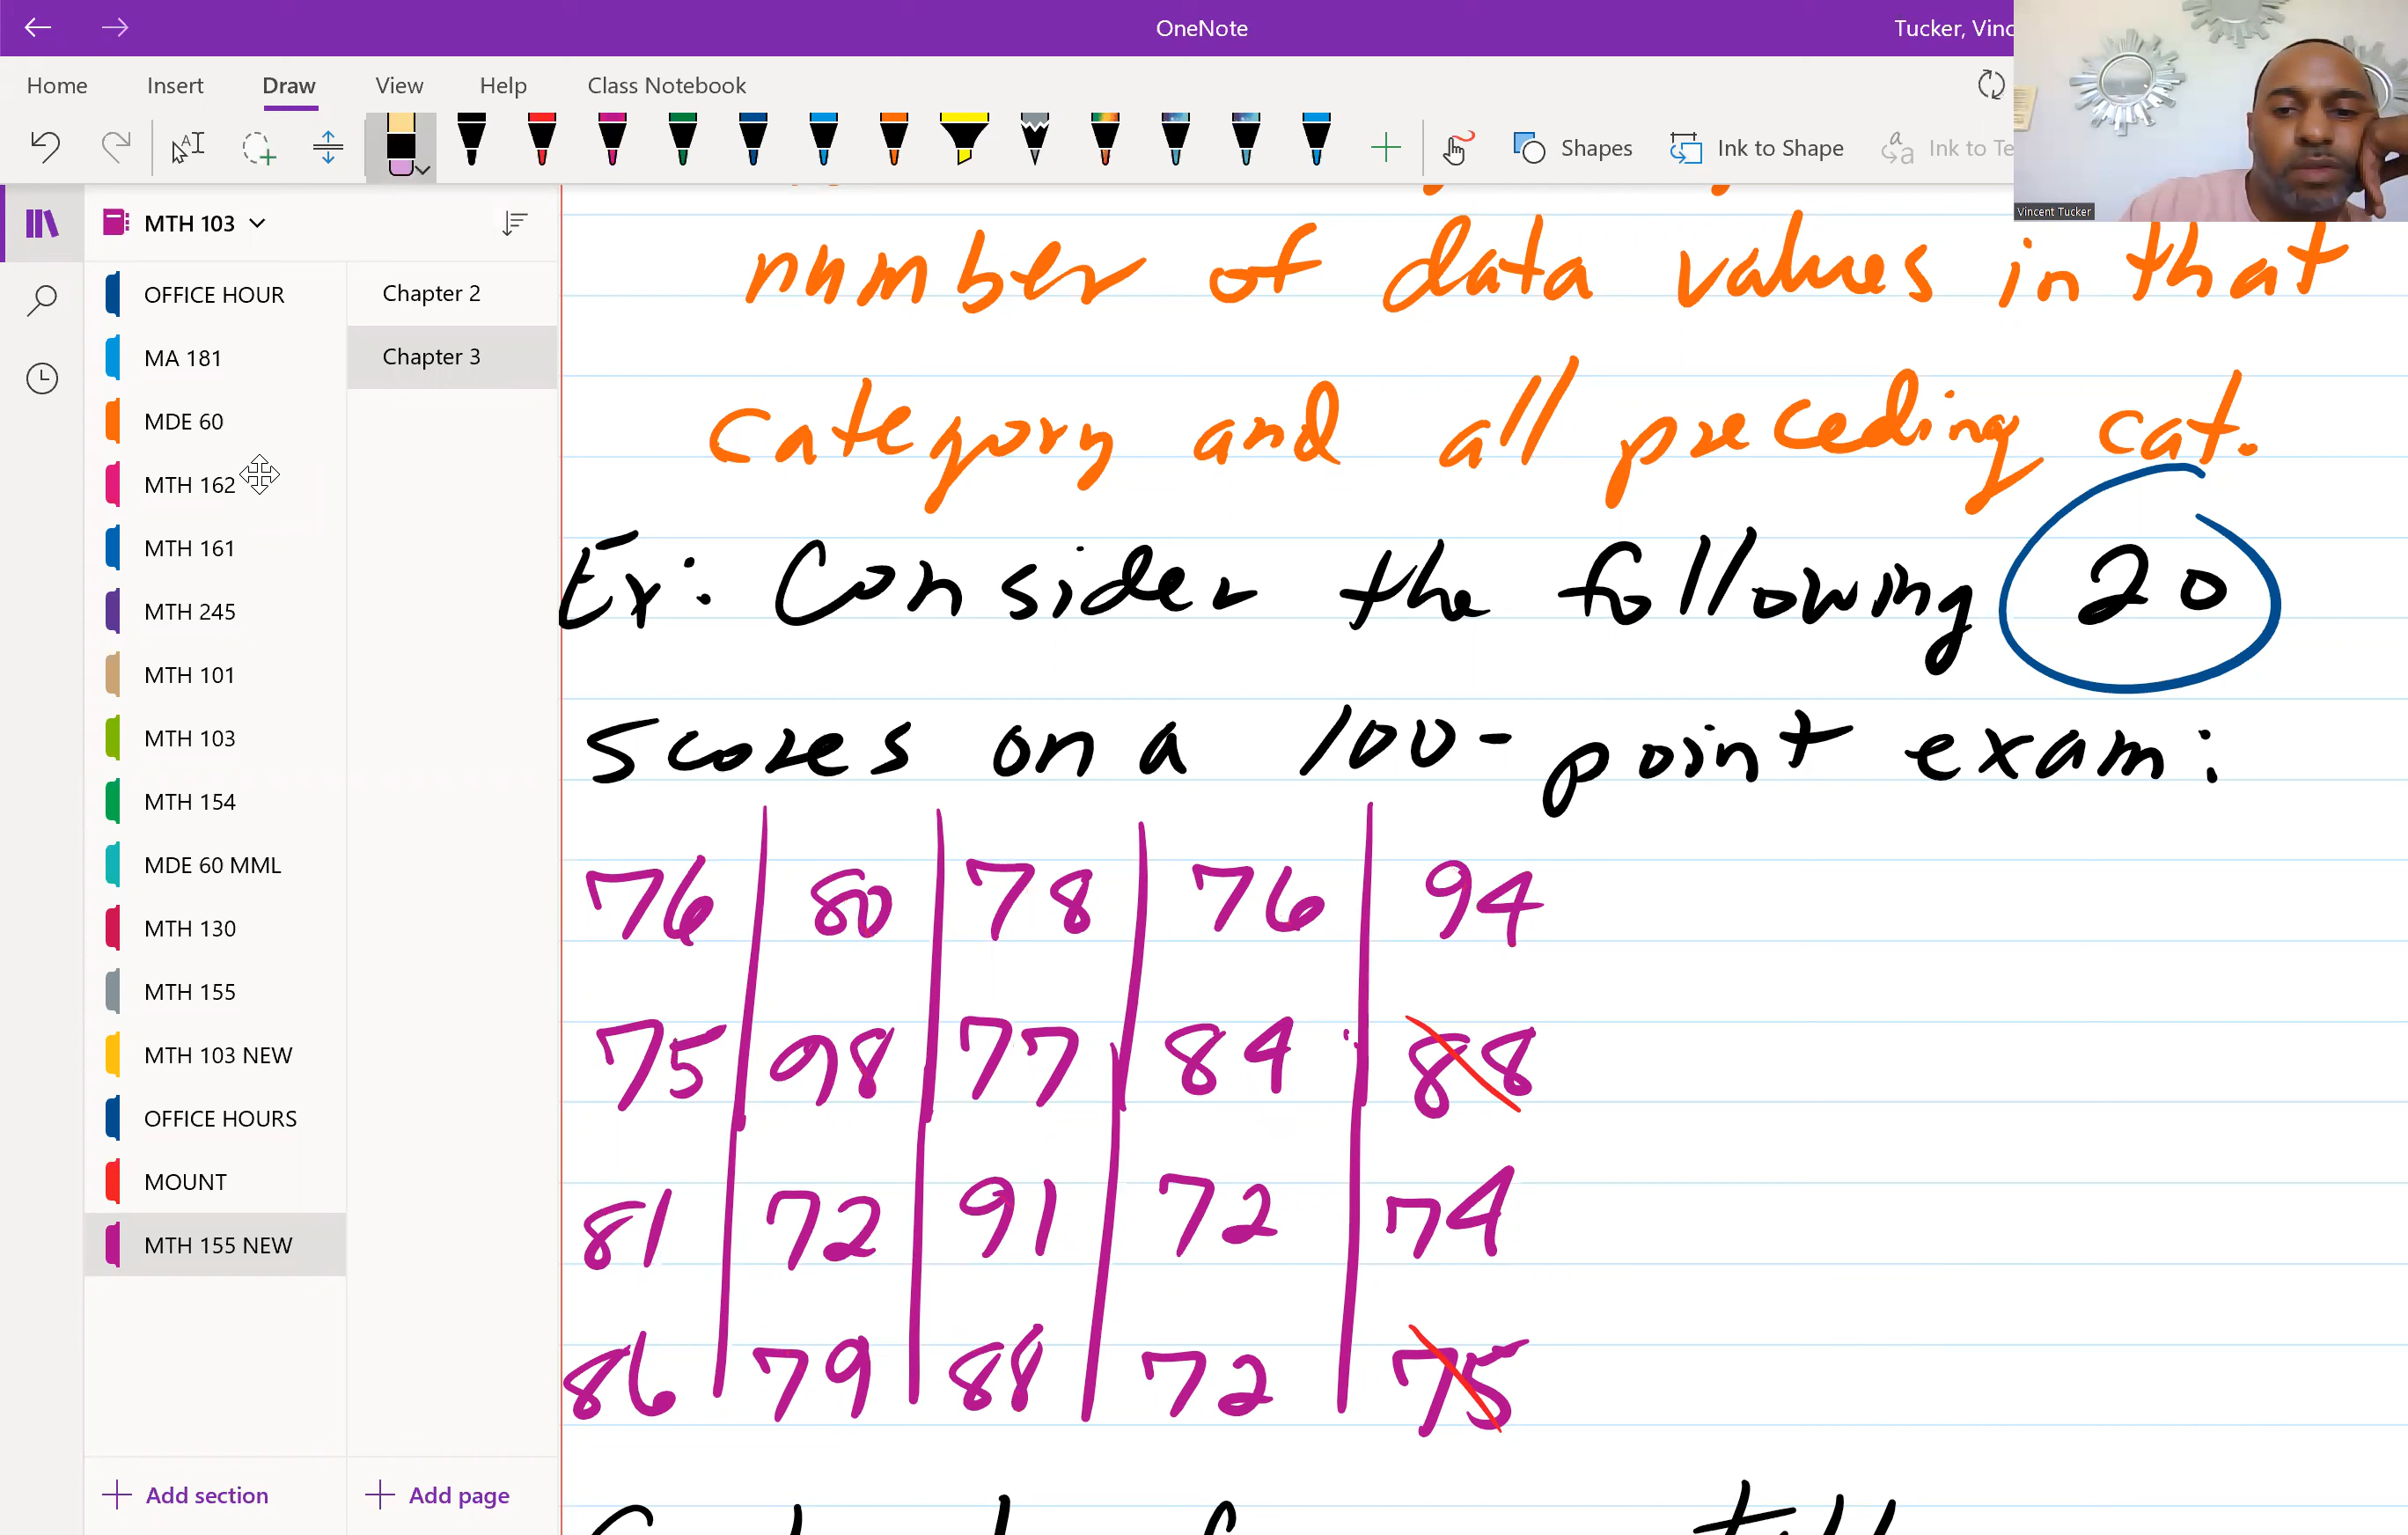 OneNote
Tucker, Vinc
Home Insert Draw View Help Class Notebook
Shapes Ink to Shape Ink to Te
Vincent Tucker
MTH 103
OFFICE HOUR
MA 181
MDE 60
MTH 162
MTH 161
MTH 245
MTH 101
MTH 103
MTH 154
MDE 60 MML
MTH 130
MTH 155
MTH 103 NEW
OFFICE HOURS
MOUNT
MTH 155 NEW
Add section
Chapter 2
Chapter 3
Add page
number of data values in that
category and all preceding cat.
Ex: Consider the following 20
scores on a 100-point exam:
76 80 78 76 94
75 98 77 84 88
81 72 91 72 74
86 79 88 72 75